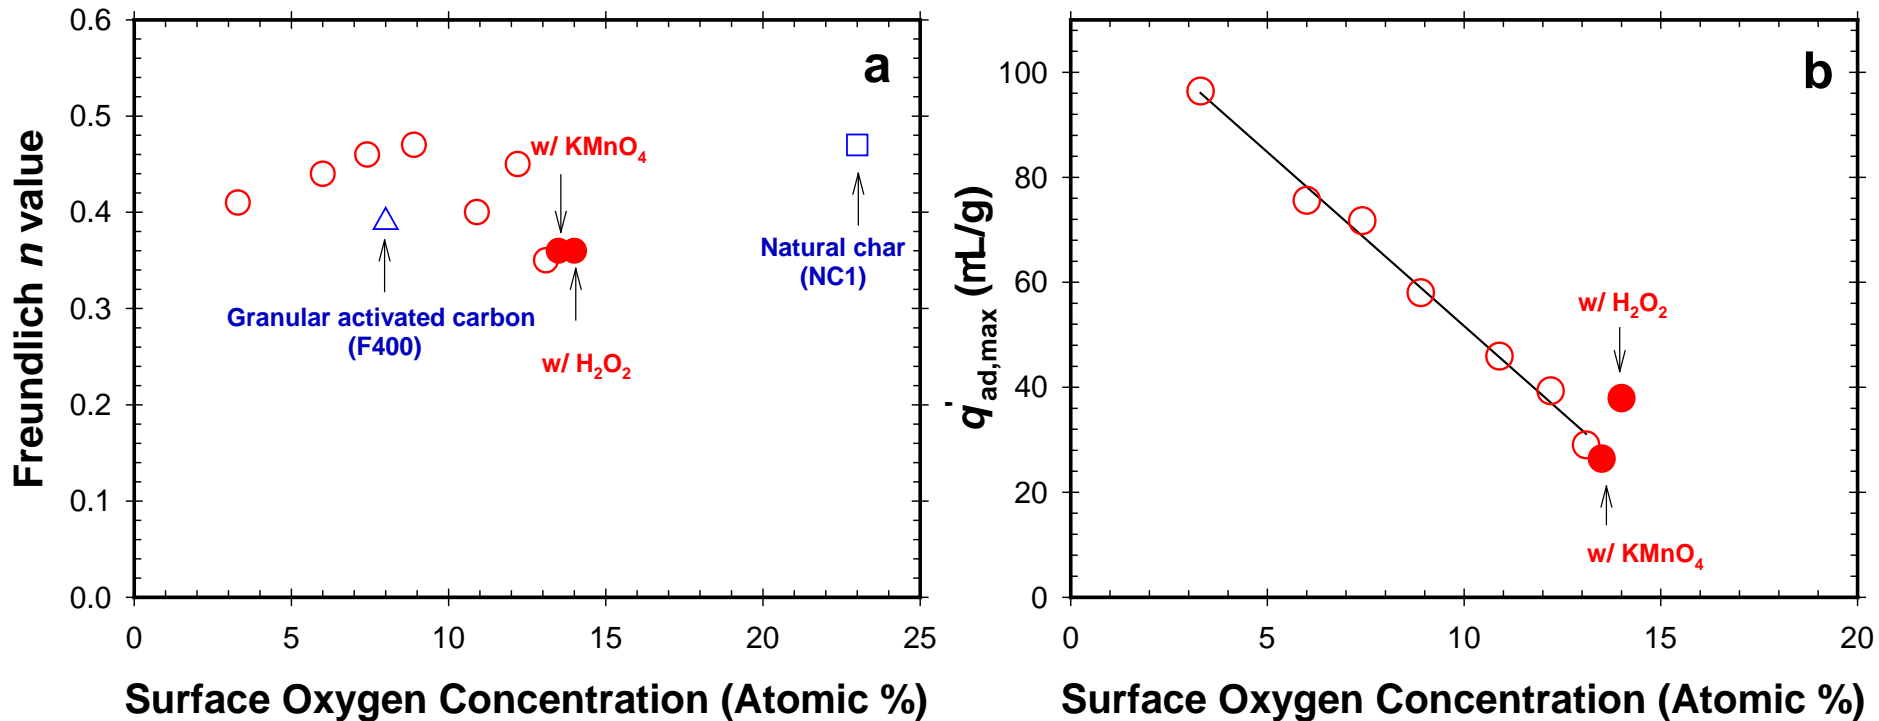 a
0.6
0.5
0.4
0.3
0.2
0.1
0.0
Freundlich n value
w/ KMnO₄
Natural char
(NC1)
Granular activated carbon
(F400)
w/ H₂O₂
0 5 10 15 20 25
Surface Oxygen Concentration (Atomic %)
b
100
80
60
40
20
0
q'ad,max (mL/g)
w/ H₂O₂
w/ KMnO₄
0 5 10 15 20
Surface Oxygen Concentration (Atomic %)